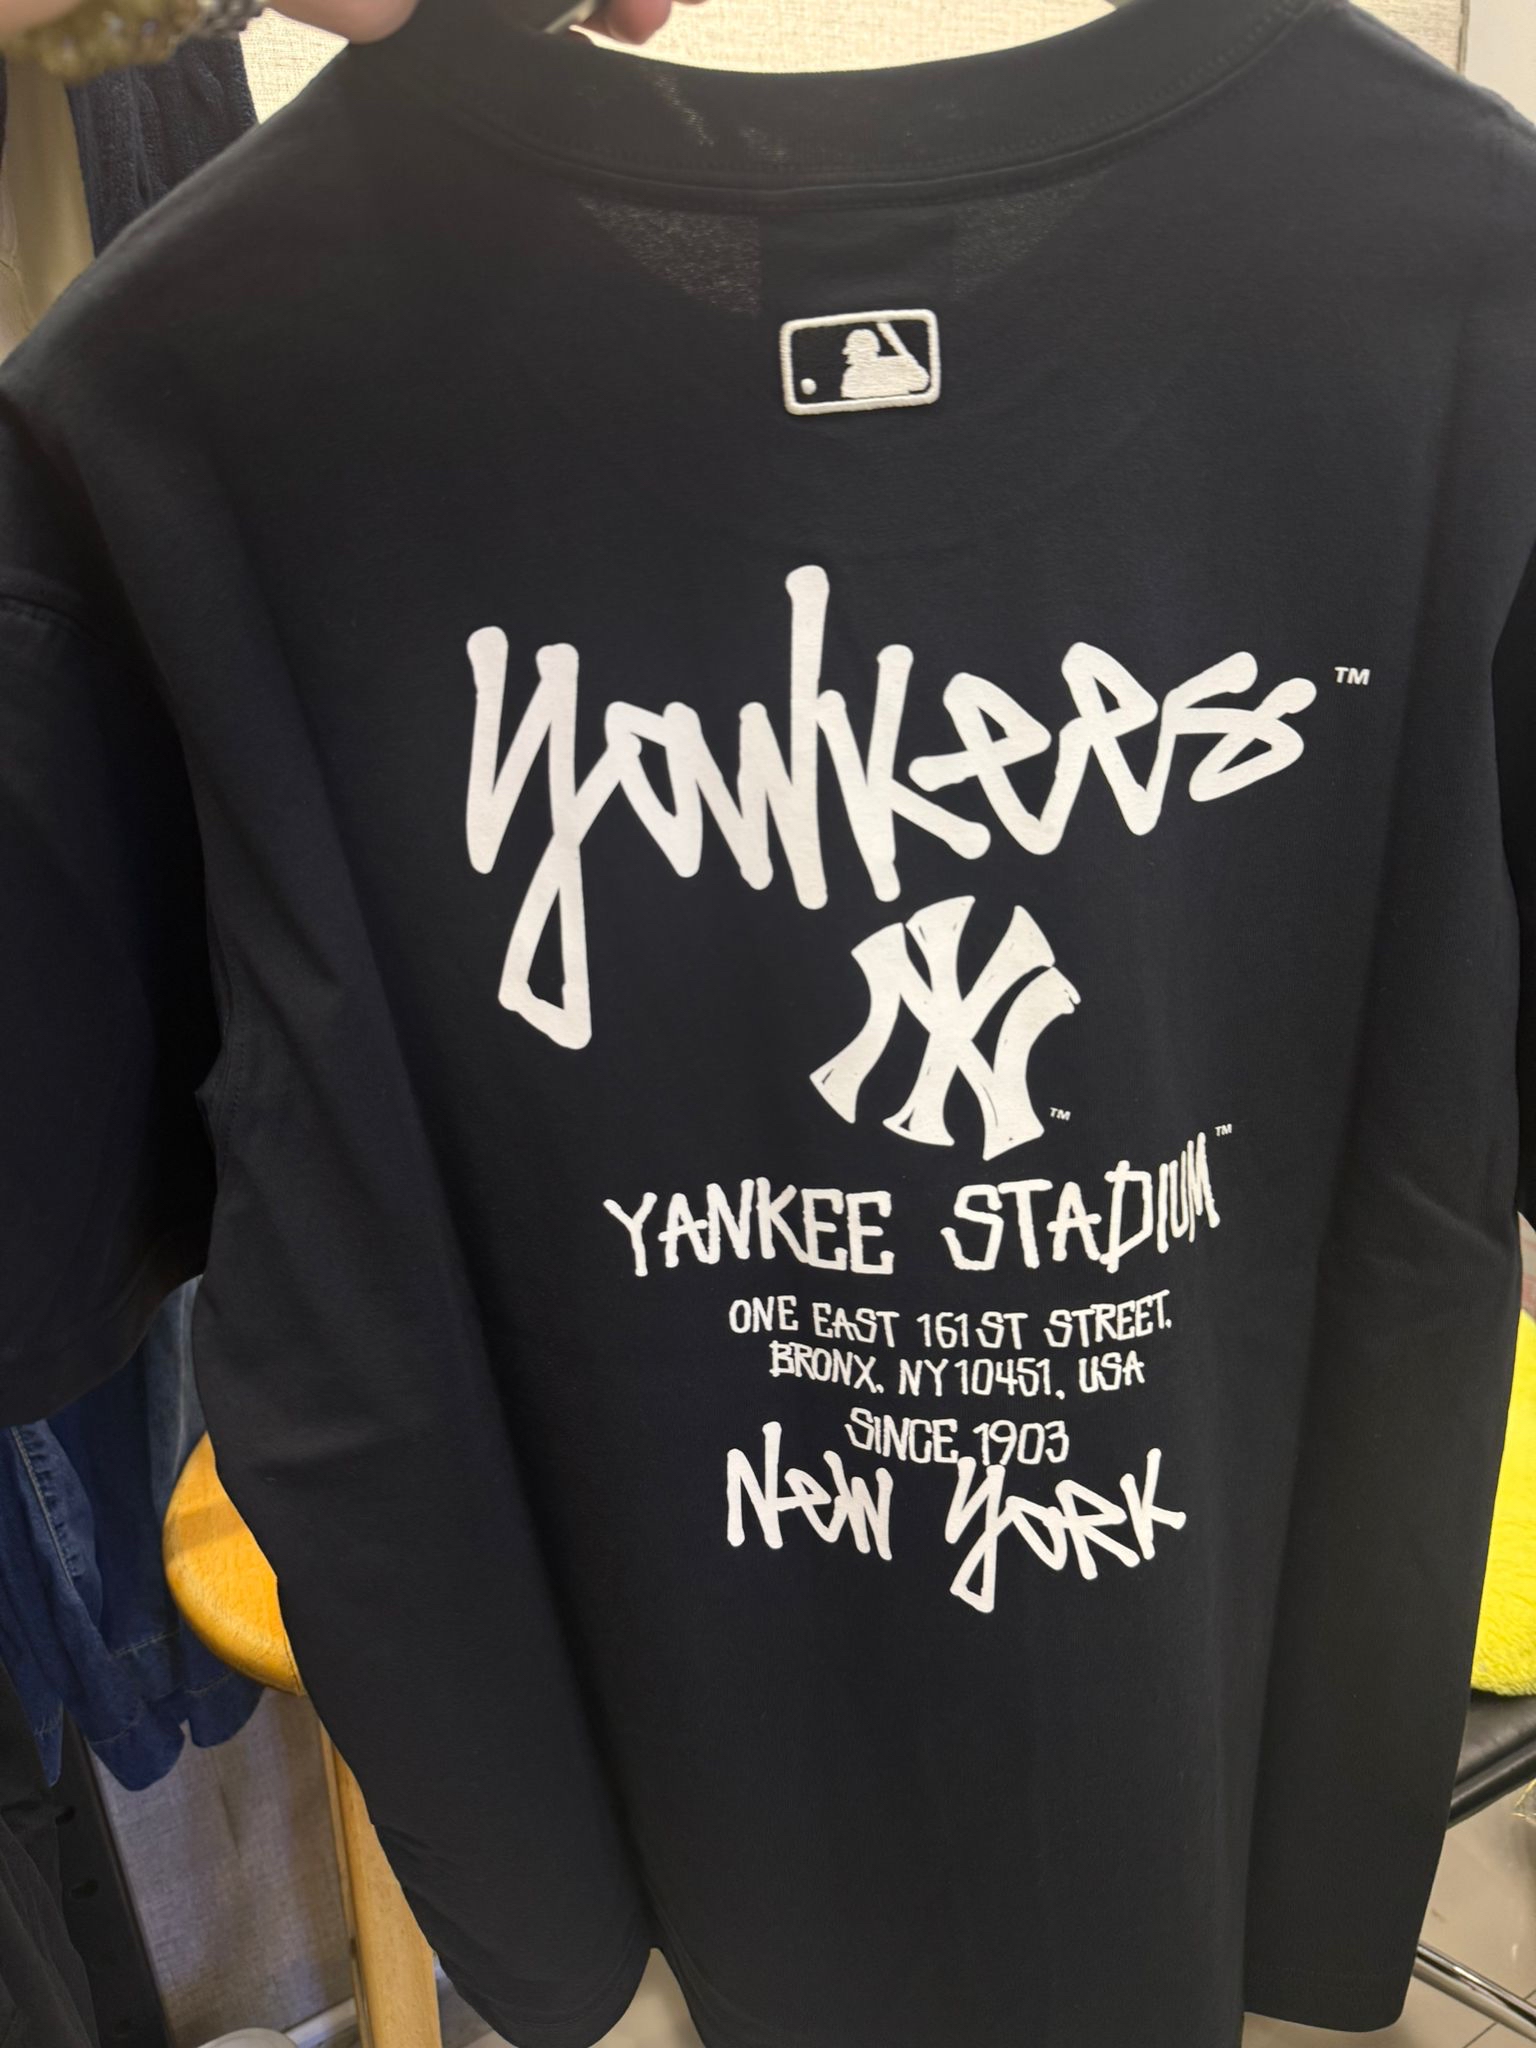 Yankees™
NY™
YANKEE STADIUM™
ONE EAST 161ST STREET,
BRONX, NY 10451, USA
SINCE 1903
New York